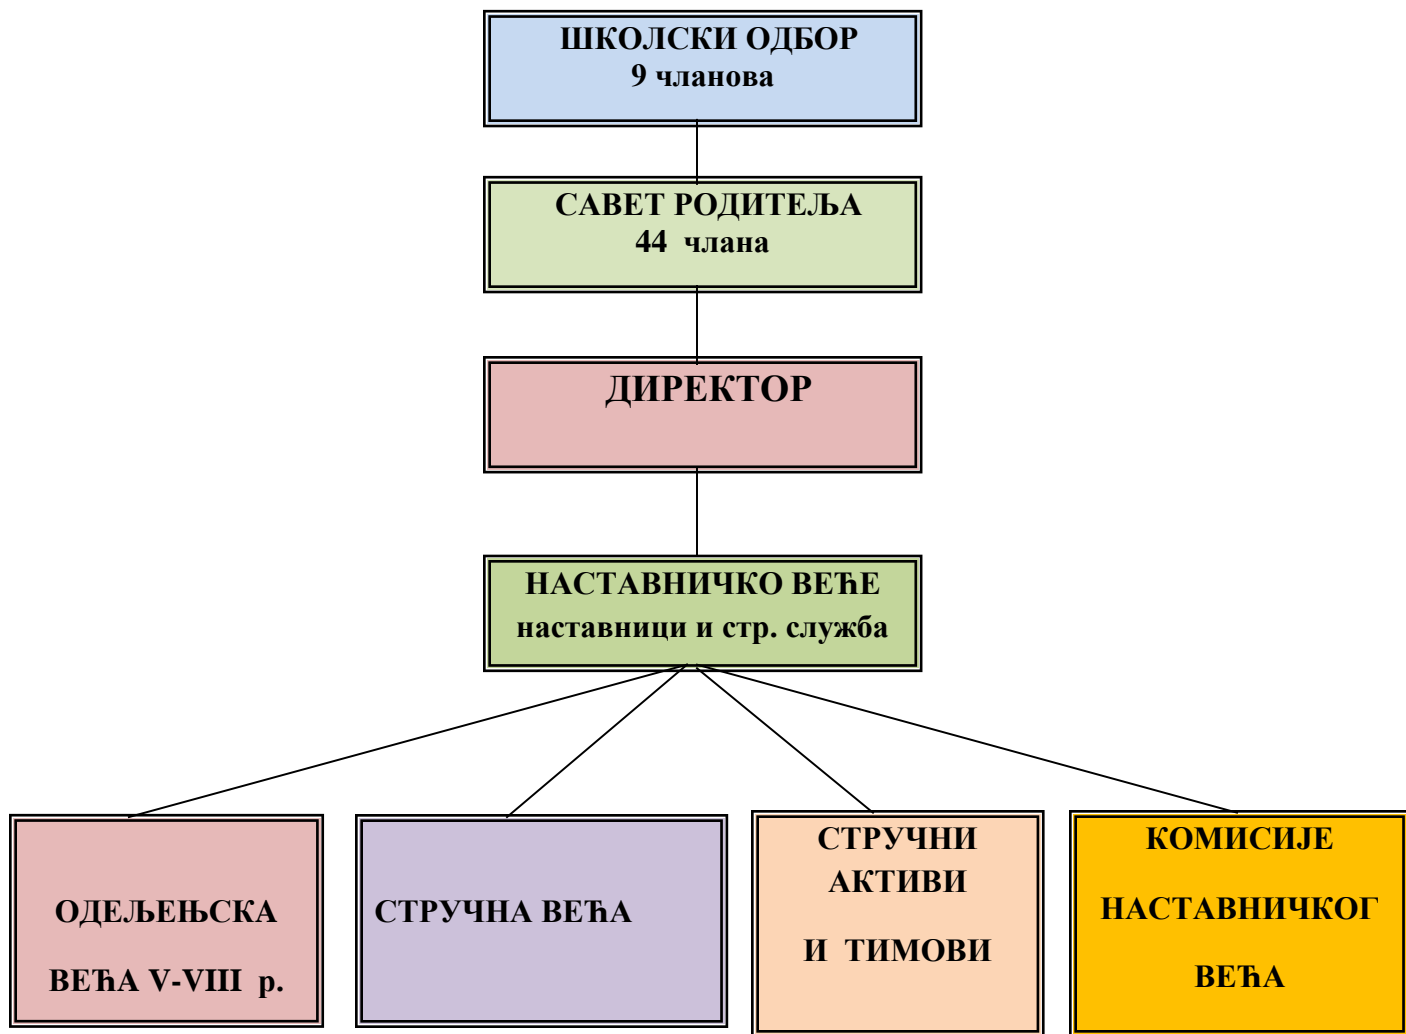 ШКОЛСКИ ОДБОР
9 чланова
САВЕТ РОДИТЕЉА
44 члана
ДИРЕКТОР
НАСТАВНИЧКО ВЕЋЕ
наставници и стр. служба
ОДЕЉЕЊСКА
ВЕЋА V-VIII р.
СТРУЧНА ВЕЋА
СТРУЧНИ
АКТИВИ
И ТИМОВИ
КОМИСИЈЕ
НАСТАВНИЧКОГ
ВЕЋА